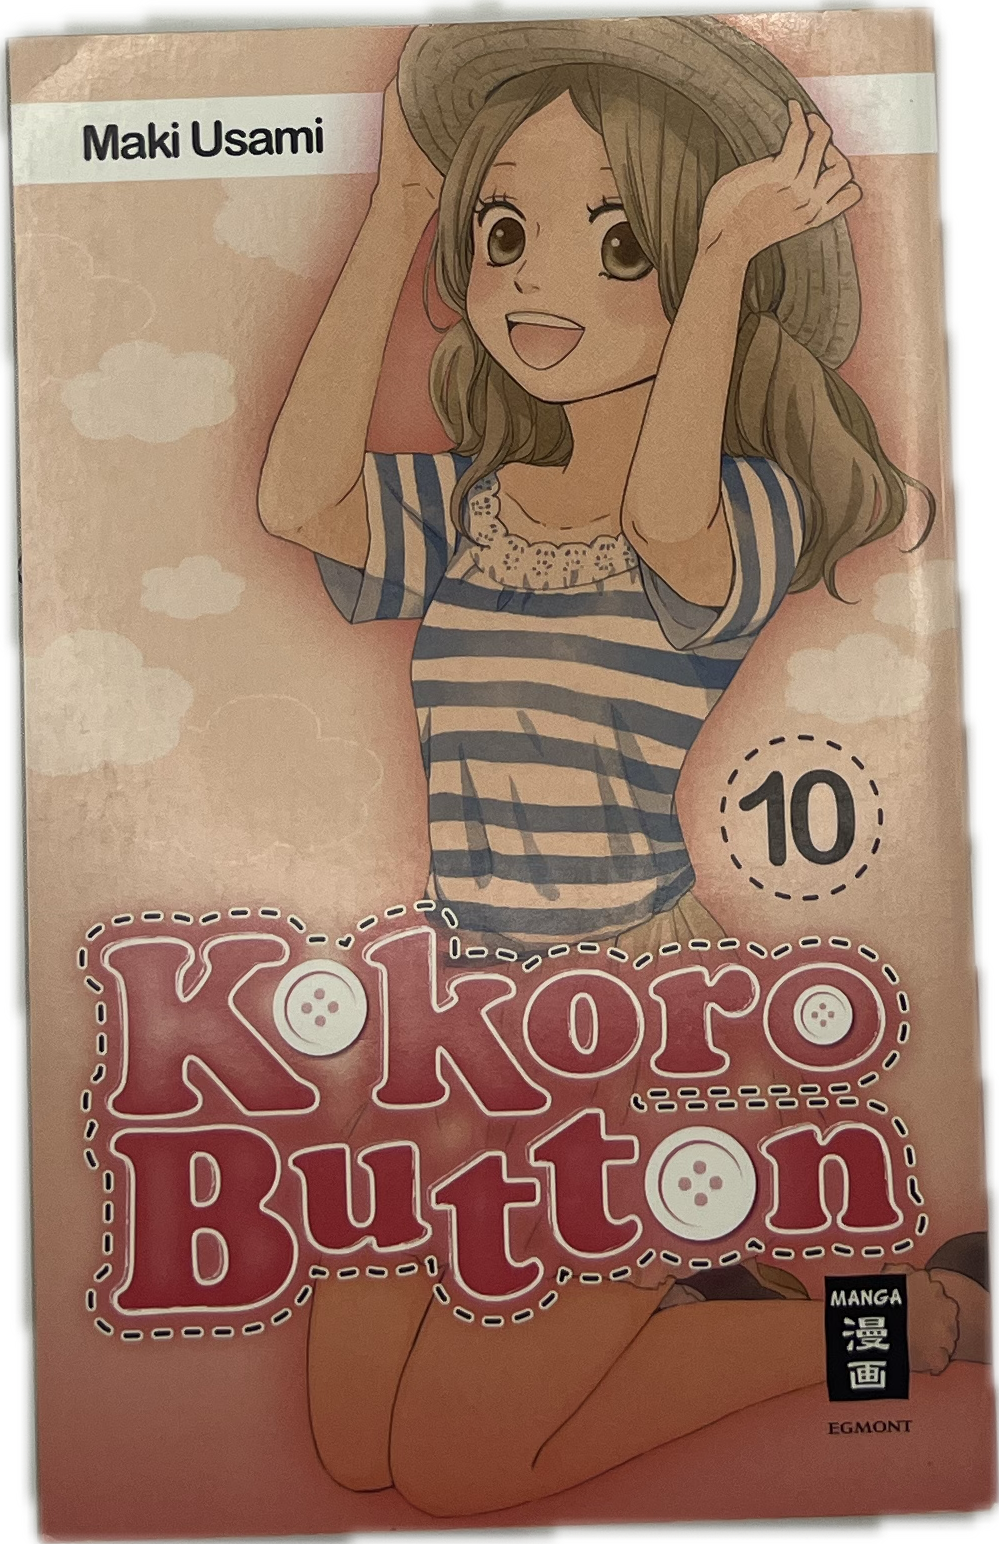 Maki Usami
10
Kokoro
Button
MANGA
漫
画
EGMONT